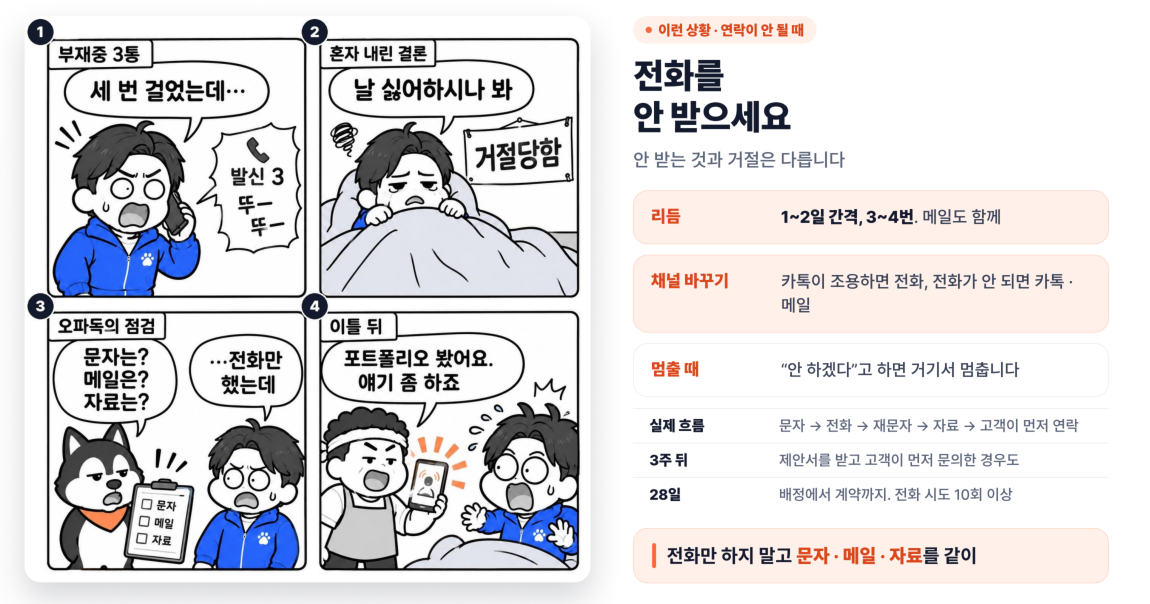 1
부재중 3통
세 번 걸었는데…
발신 3
뚜—
뚜—
2
혼자 내린 결론
날 싫어하시나 봐
거절당함
3
오파독의 점검
문자는?
메일은?
자료는?
…전화만
했는데
문자
메일
자료
4
이틀 뒤
포트폴리오 봤어요.
얘기 좀 하죠
이런 상황 · 연락이 안 될 때
전화를
안 받으세요
안 받는 것과 거절은 다릅니다
리듬
1~2일 간격, 3~4번. 메일도 함께
채널 바꾸기
카톡이 조용하면 전화, 전화가 안 되면 카톡 ·
메일
멈출 때
“안 하겠다”고 하면 거기서 멈춥니다
실제 흐름
문자 → 전화 → 재문자 → 자료 → 고객이 먼저 연락
3주 뒤
제안서를 받고 고객이 먼저 문의한 경우도
28일
배정에서 계약까지. 전화 시도 10회 이상
전화만 하지 말고 문자 · 메일 · 자료를 같이